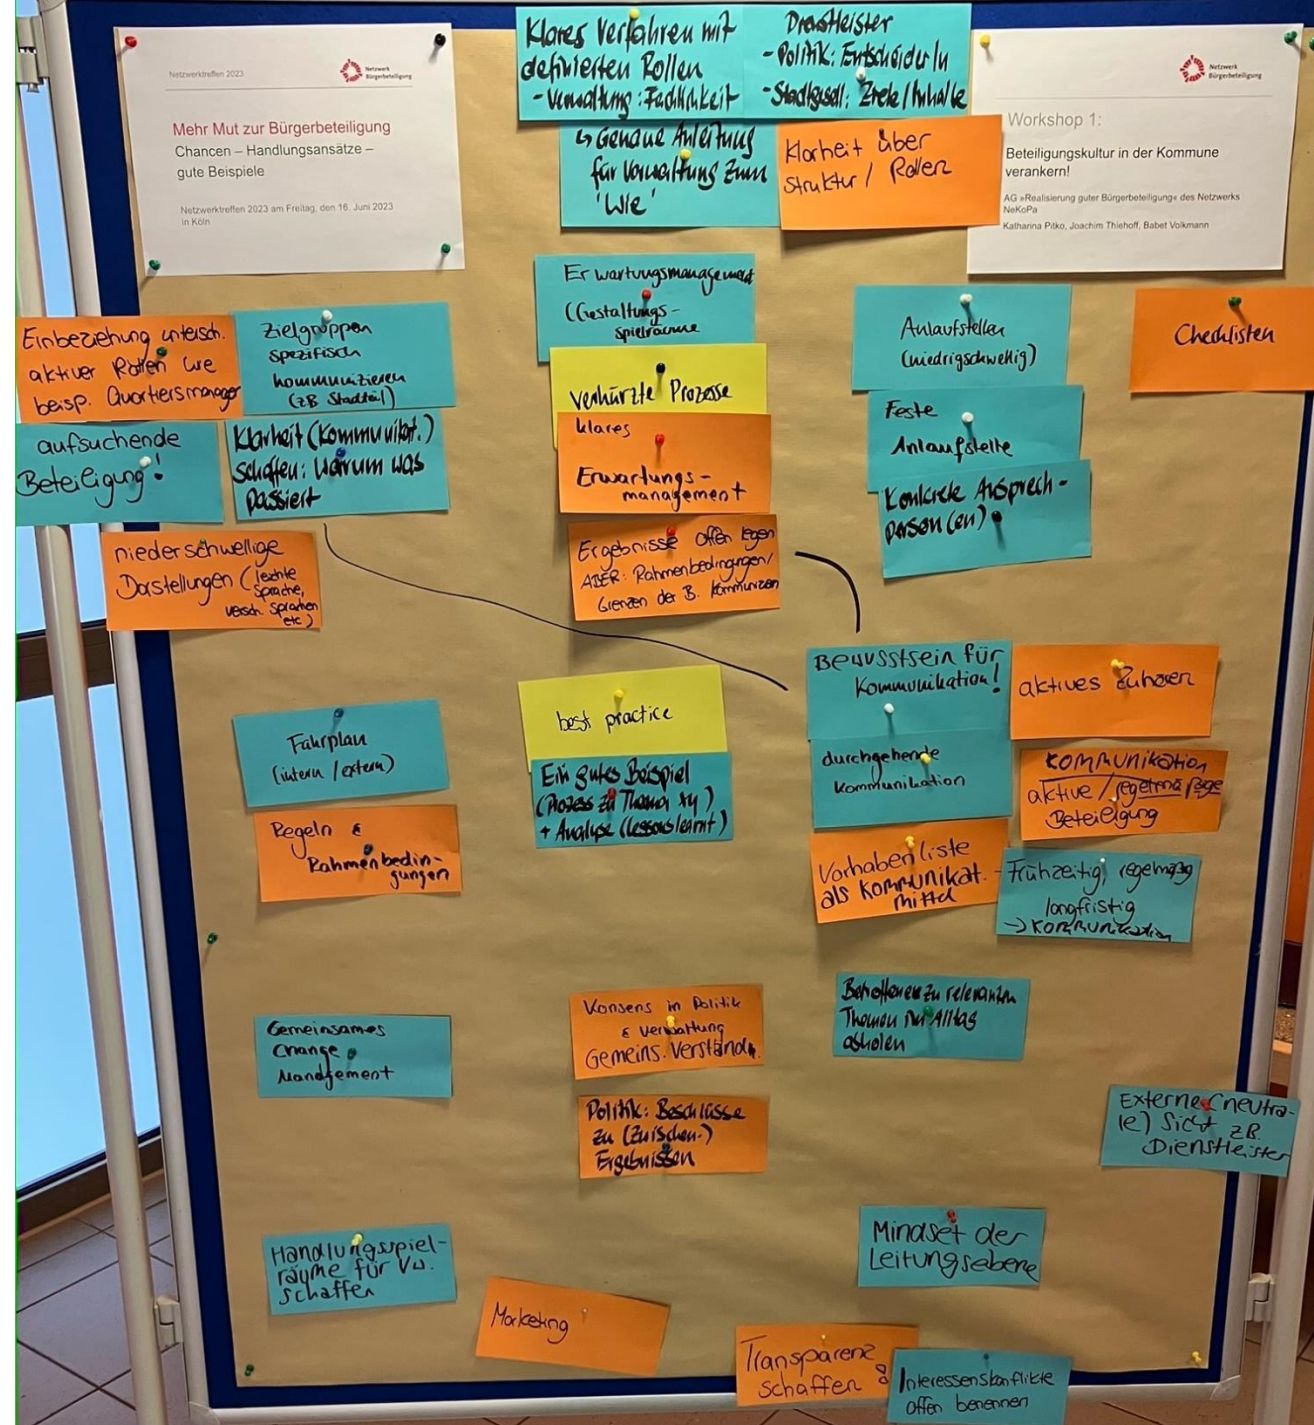 Netzwerktreffen 2023
Netzwerk
Bürgerbeteiligung
Mehr Mut zur Bürgerbeteiligung
Chancen – Handlungsansätze –
gute Beispiele
Netzwerktreffen 2023 am Freitag, den 16. Juni 2023
in Köln
Klares Verfahren mit
definierten Rollen
- Verwaltung: Fachlichkeit
Dienstleister
- Politik: EntscheiderIn
- Stadtgesell: Ziele/Inhalte
↳ Genaue Anleitung
für Verwaltung zum
'Wie'
Klarheit über
Struktur / Rollen
Netzwerk
Bürgerbeteiligung
Workshop 1:
Beteiligungskultur in der Kommune
verankern!
AG »Realisierung guter Bürgerbeteiligung« des Netzwerks
NeKoPa
Katharina Pitko, Joachim Thiehoff, Babet Volkmann
Einbeziehung untersch.
aktiver Rollen wie
beisp. Quartiersmanager
Zielgruppen
spezifisch
kommunizieren
(zB Stadtteil)
aufsuchende
Beteiligung!
Klarheit (Kommunikat.)
schaffen: Warum was
passiert
niederschwellige
Darstellungen (leichte
Sprache,
versch. Sprachen
etc)
Erwartungsmanagement
(Gestaltungs-
spielräume
verkürzte Prozesse
klares
Erwartungs-
management
Ergebnisse offen legen
ABER: Rahmenbedingungen/
Grenzen der B. kommunizen
Anlaufstellen
(niedrigschwellig)
Feste
Anlaufstelle
Konkrete Ansprech-
person(en)
Checklisten
Fahrplan
(intern / extern)
Regeln &
Rahmenbedin-
gungen
best practice
Ein gutes Beispiel
(Prozess zu Thema xy)
+ Analyse (lessons learnt)
Bewusstsein für
Kommunikation!
aktives Zuhören
durchgehende
Kommunikation
Kommunikation
aktive / regelmäßige
Beteiligung
Vorhabenliste
als Kommunikat.-
mittel
Frühzeitig, regelmäßig
langfristig
-> Kommunikation
Gemeinsames
Change
Management
Konsens in Politik
& Verwaltung
Gemeins. Verständn.
Politik: Beschlüsse
zu (Zwischen-)
Ergebnissen
Betroffene zu relevanten
Themen im Alltag
abholen
Externe (neutra-
le) Sicht zB.
Dienstleister
Handlungsspiel-
räume für Vw.
schaffen
Marketing
Mindset der
Leitungsebene
Transparenz
schaffen
Interessenskonflikte
offen benennen